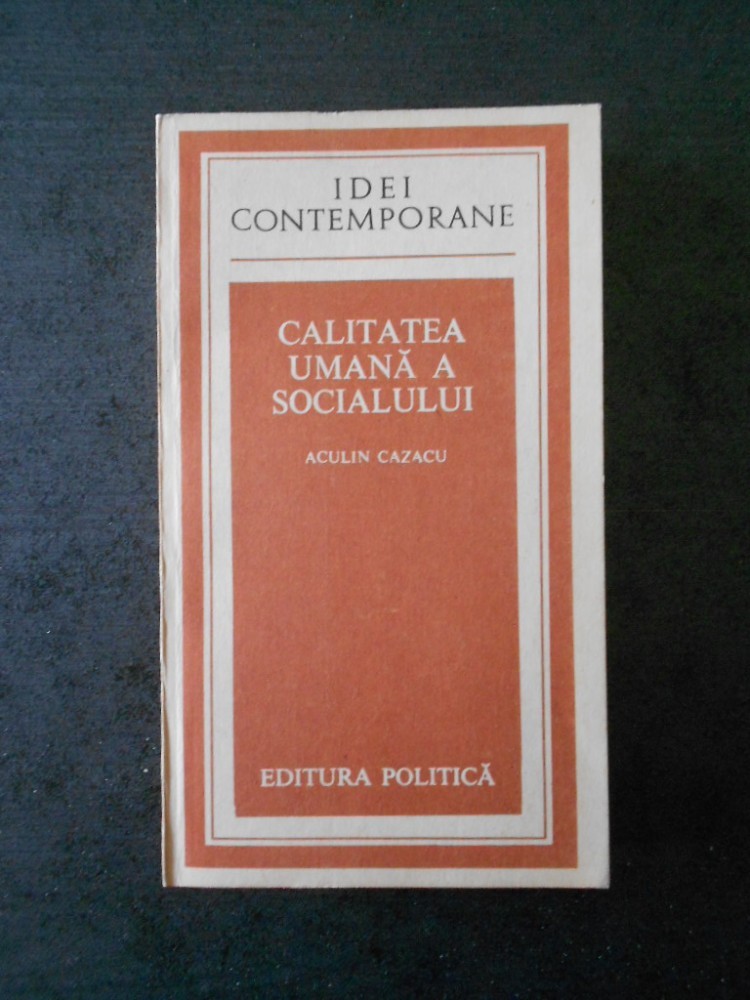 IDEI
CONTEMPORANE
CALITATEA
UMANĂ A
SOCIALULUI
ACULIN CAZACU
EDITURA POLITICĂ